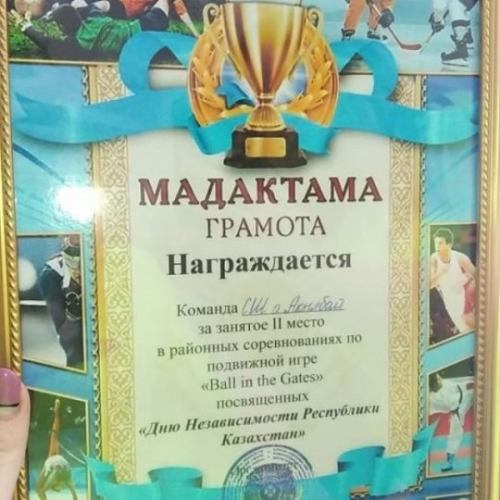 МАДАКТАМА
ГРАМОТА
Награждается
Команда СШ
за занятое II место
в районных соревнованиях по
подвижной игре
«Ball in the Gates»
посвященных
«Дню Независимости Республики
Казахстан»